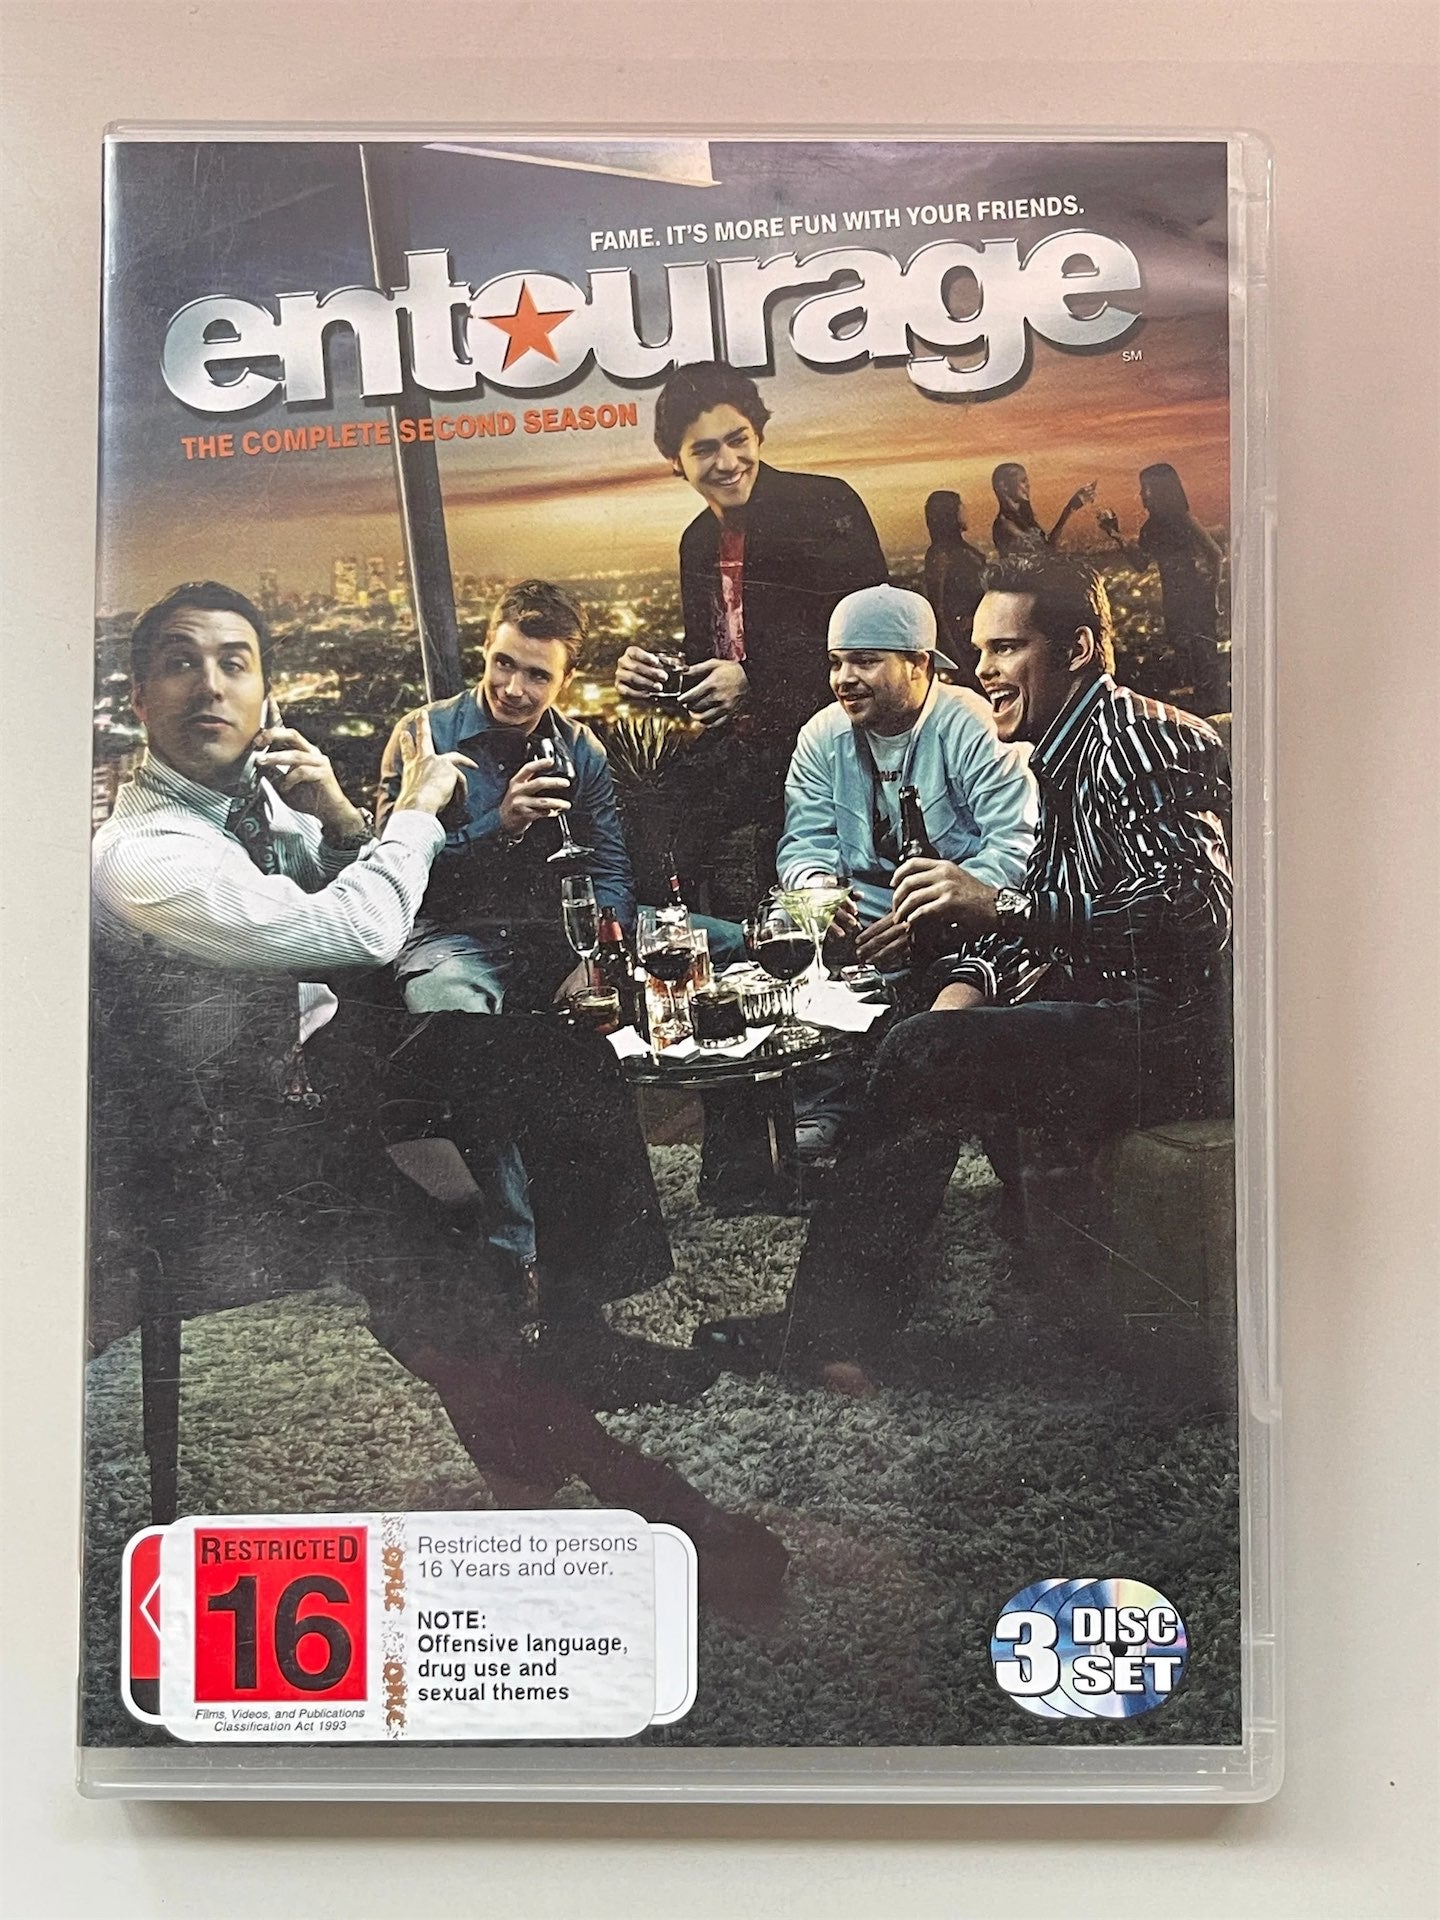 FAME. IT'S MORE FUN WITH YOUR FRIENDS.
entourage
SM
THE COMPLETE SECOND SEASON
RESTRICTED
16
Films, Videos, and Publications
Classification Act 1993
Restricted to persons
16 Years and over.
NOTE:
Offensive language,
drug use and
sexual themes
3 DISC
SET